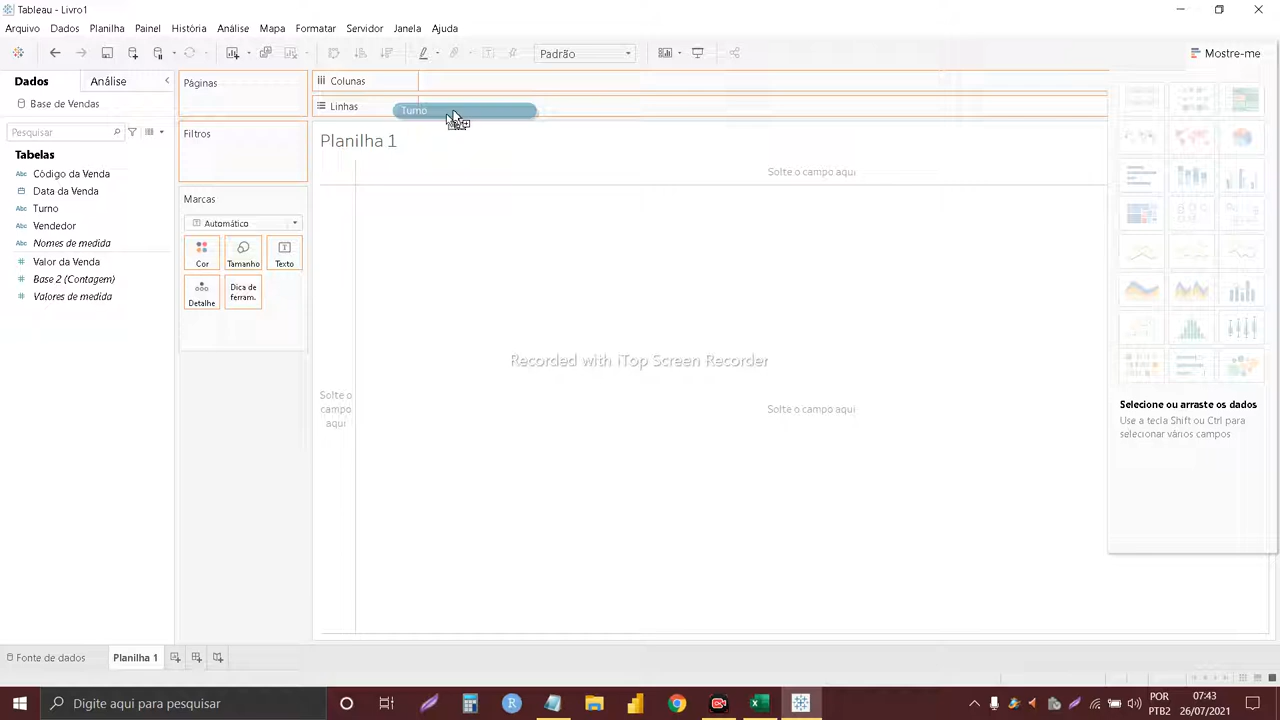 Tableau - Livro1
Arquivo Dados Planilha Painel História Análise Mapa Formatar Servidor Janela Ajuda
Padrão
Mostre-me
Dados Análise
Base de Vendas
Pesquisar
Tabelas
Abc Código da Venda
Data da Venda
Abc Turno
Abc Vendedor
Abc Nomes de medida
# Valor da Venda
# Base 2 (Contagem)
# Valores de medida
Páginas
Filtros
Marcas
Automático
Cor Tamanho Texto
Detalhe
Dica de
ferram.
Colunas
Linhas
Turno
Planilha 1
Solte o campo aqui
Solte o
campo
aqui
Solte o campo aqui
Recorded with iTop Screen Recorder
Selecione ou arraste os dados
Use a tecla Shift ou Ctrl para
selecionar vários campos
Fonte de dados Planilha 1
Digite aqui para pesquisar
POR
PTB2
07:43
26/07/2021